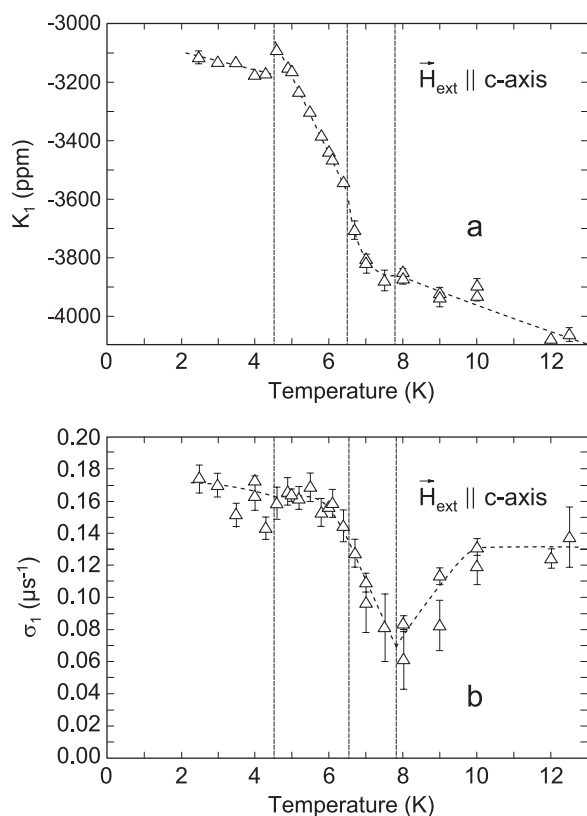 -3000
-3200
-3400
-3600
-3800
-4000
K₁ (ppm)
H⃗ext || c-axis
a
0 2 4 6 8 10 12
Temperature (K)
0.20
0.18
0.16
0.14
0.12
0.10
0.08
0.06
0.04
0.02
0.00
σ₁ (μs⁻¹)
H⃗ext || c-axis
b
0 2 4 6 8 10 12
Temperature (K)